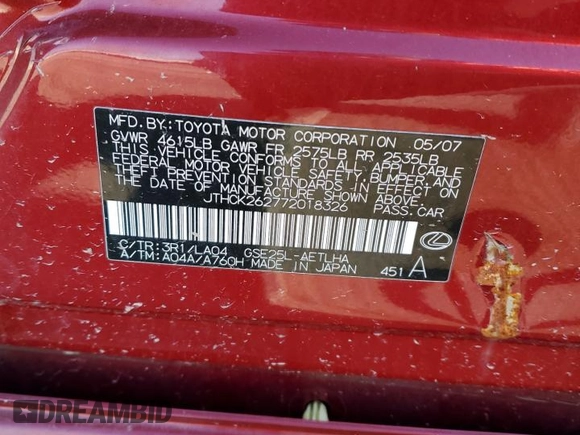 MFD. BY: TOYOTA MOTOR CORPORATION 05/07
GVWR 4615LB GAWR FR 2575LB RR 2535LB
THIS VEHICLE CONFORMS TO ALL APPLICABLE
FEDERAL MOTOR VEHICLE SAFETY, BUMPER, AND
THEFT PREVENTION STANDARDS IN EFFECT ON
THE DATE OF MANUFACTURE SHOWN ABOVE.
JTHCK262772018326 PASS. CAR
C/TR: 3R1/LA04 GSE25L-AETLHA
A/TM: A04A/A760H MADE IN JAPAN 451 A
DREAMBID